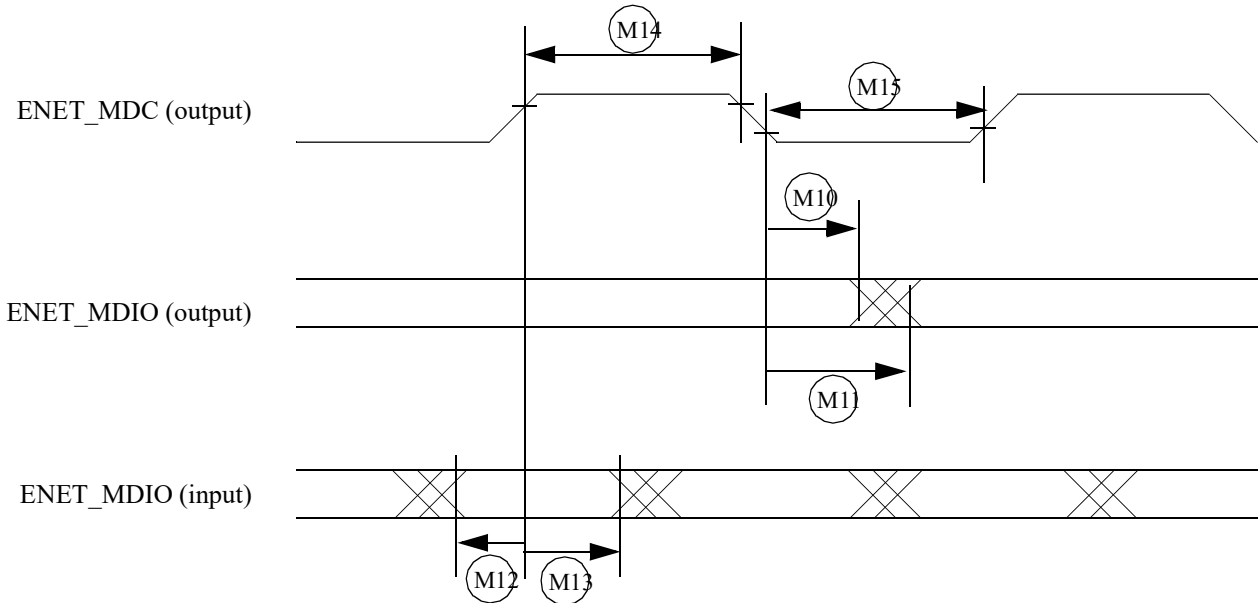 M14
ENET_MDC (output)
M15
M10
ENET_MDIO (output)
M11
ENET_MDIO (input)
M12
M13